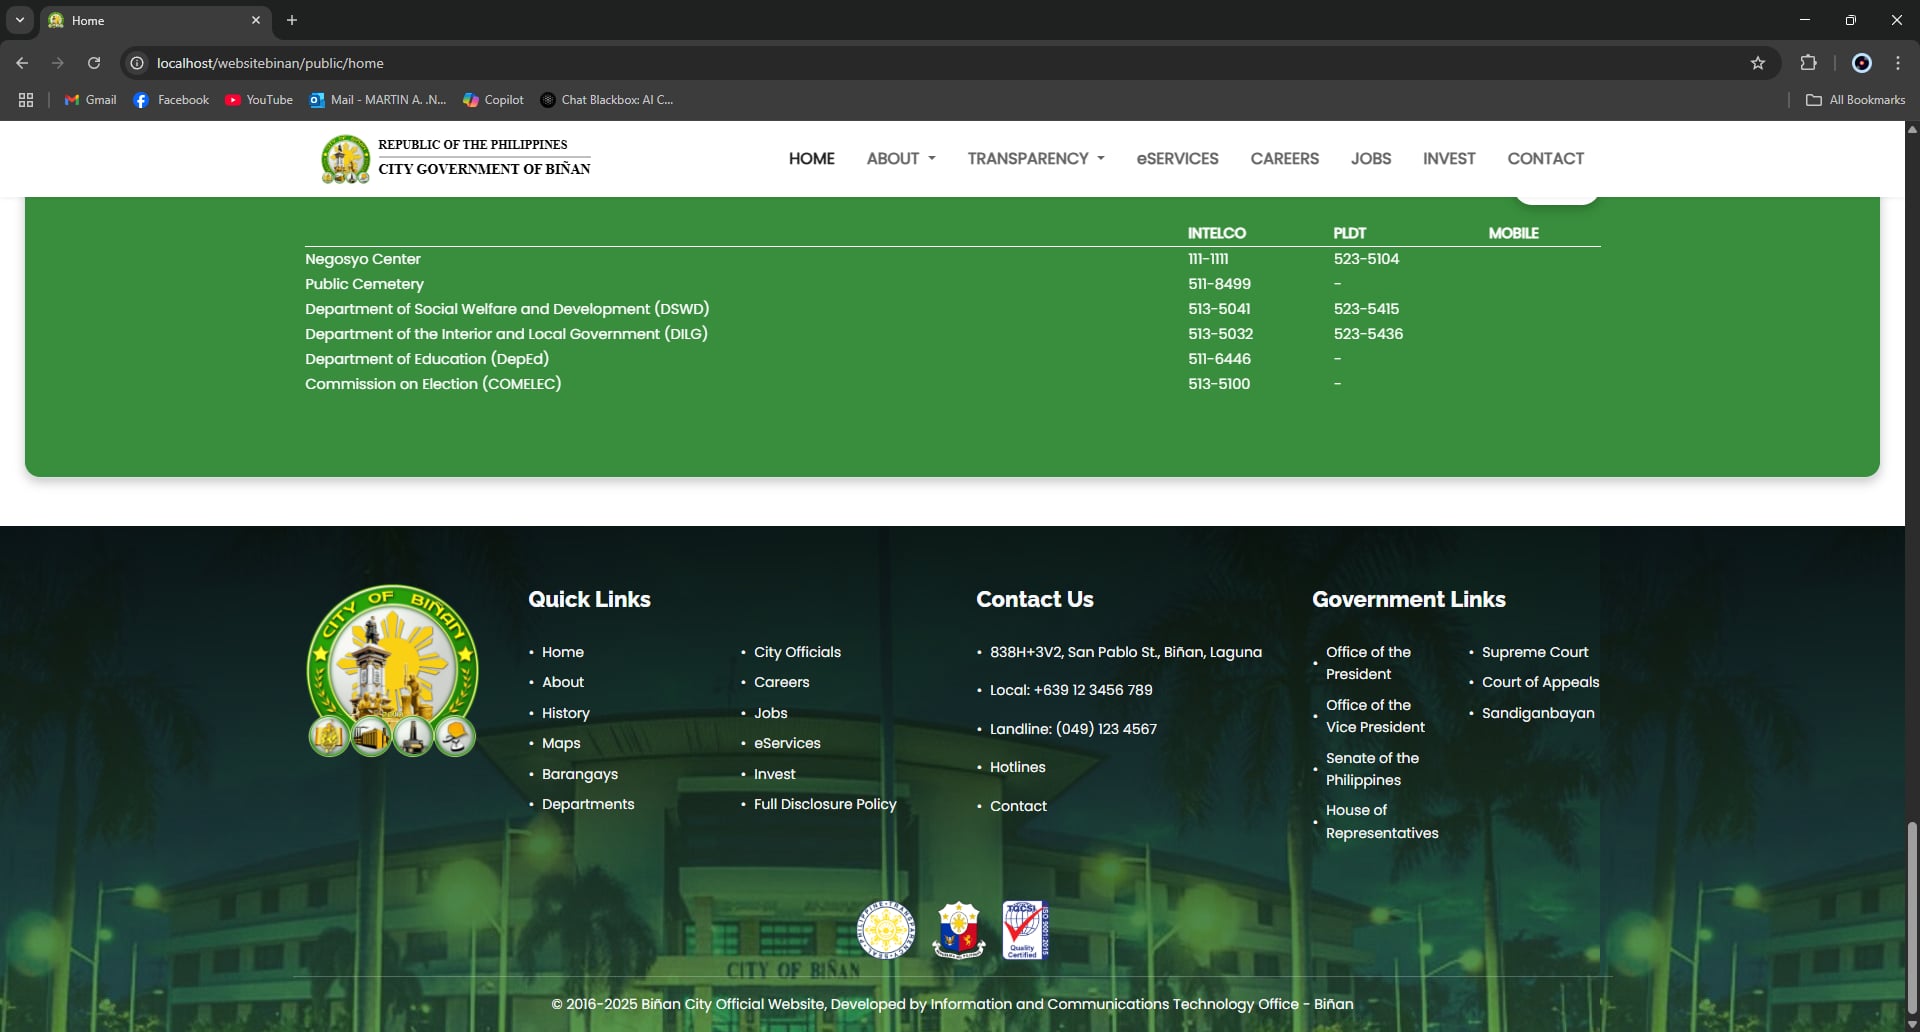 Home
localhost/websitebinan/public/home
Gmail
Facebook
YouTube
Mail - MARTIN A. .N...
Copilot
Chat Blackbox: AI C...
All Bookmarks
REPUBLIC OF THE PHILIPPINES
CITY GOVERNMENT OF BIÑAN
HOME
ABOUT
TRANSPARENCY
eSERVICES
CAREERS
JOBS
INVEST
CONTACT
INTELCO PLDT MOBILE
Negosyo Center 111-1111 523-5104
Public Cemetery 511-8499 -
Department of Social Welfare and Development (DSWD) 513-5041 523-5415
Department of the Interior and Local Government (DILG) 513-5032 523-5436
Department of Education (DepEd) 511-6446 -
Commission on Election (COMELEC) 513-5100 -
CITY OF BIÑAN
Quick Links
• Home
• About
• History
• Maps
• Barangays
• Departments
• City Officials
• Careers
• Jobs
• eServices
• Invest
• Full Disclosure Policy
Contact Us
• 838H+3V2, San Pablo St., Biñan, Laguna
• Local: +639 12 3456 789
• Landline: (049) 123 4567
• Hotlines
• Contact
Government Links
• Office of the
President
• Office of the
Vice President
• Senate of the
Philippines
• House of
Representatives
• Supreme Court
• Court of Appeals
• Sandiganbayan
TQCSI
ISO 9001:2015
Quality
Certified
CITY OF BIÑAN
© 2016-2025 Biñan City Official Website, Developed by Information and Communications Technology Office - Biñan